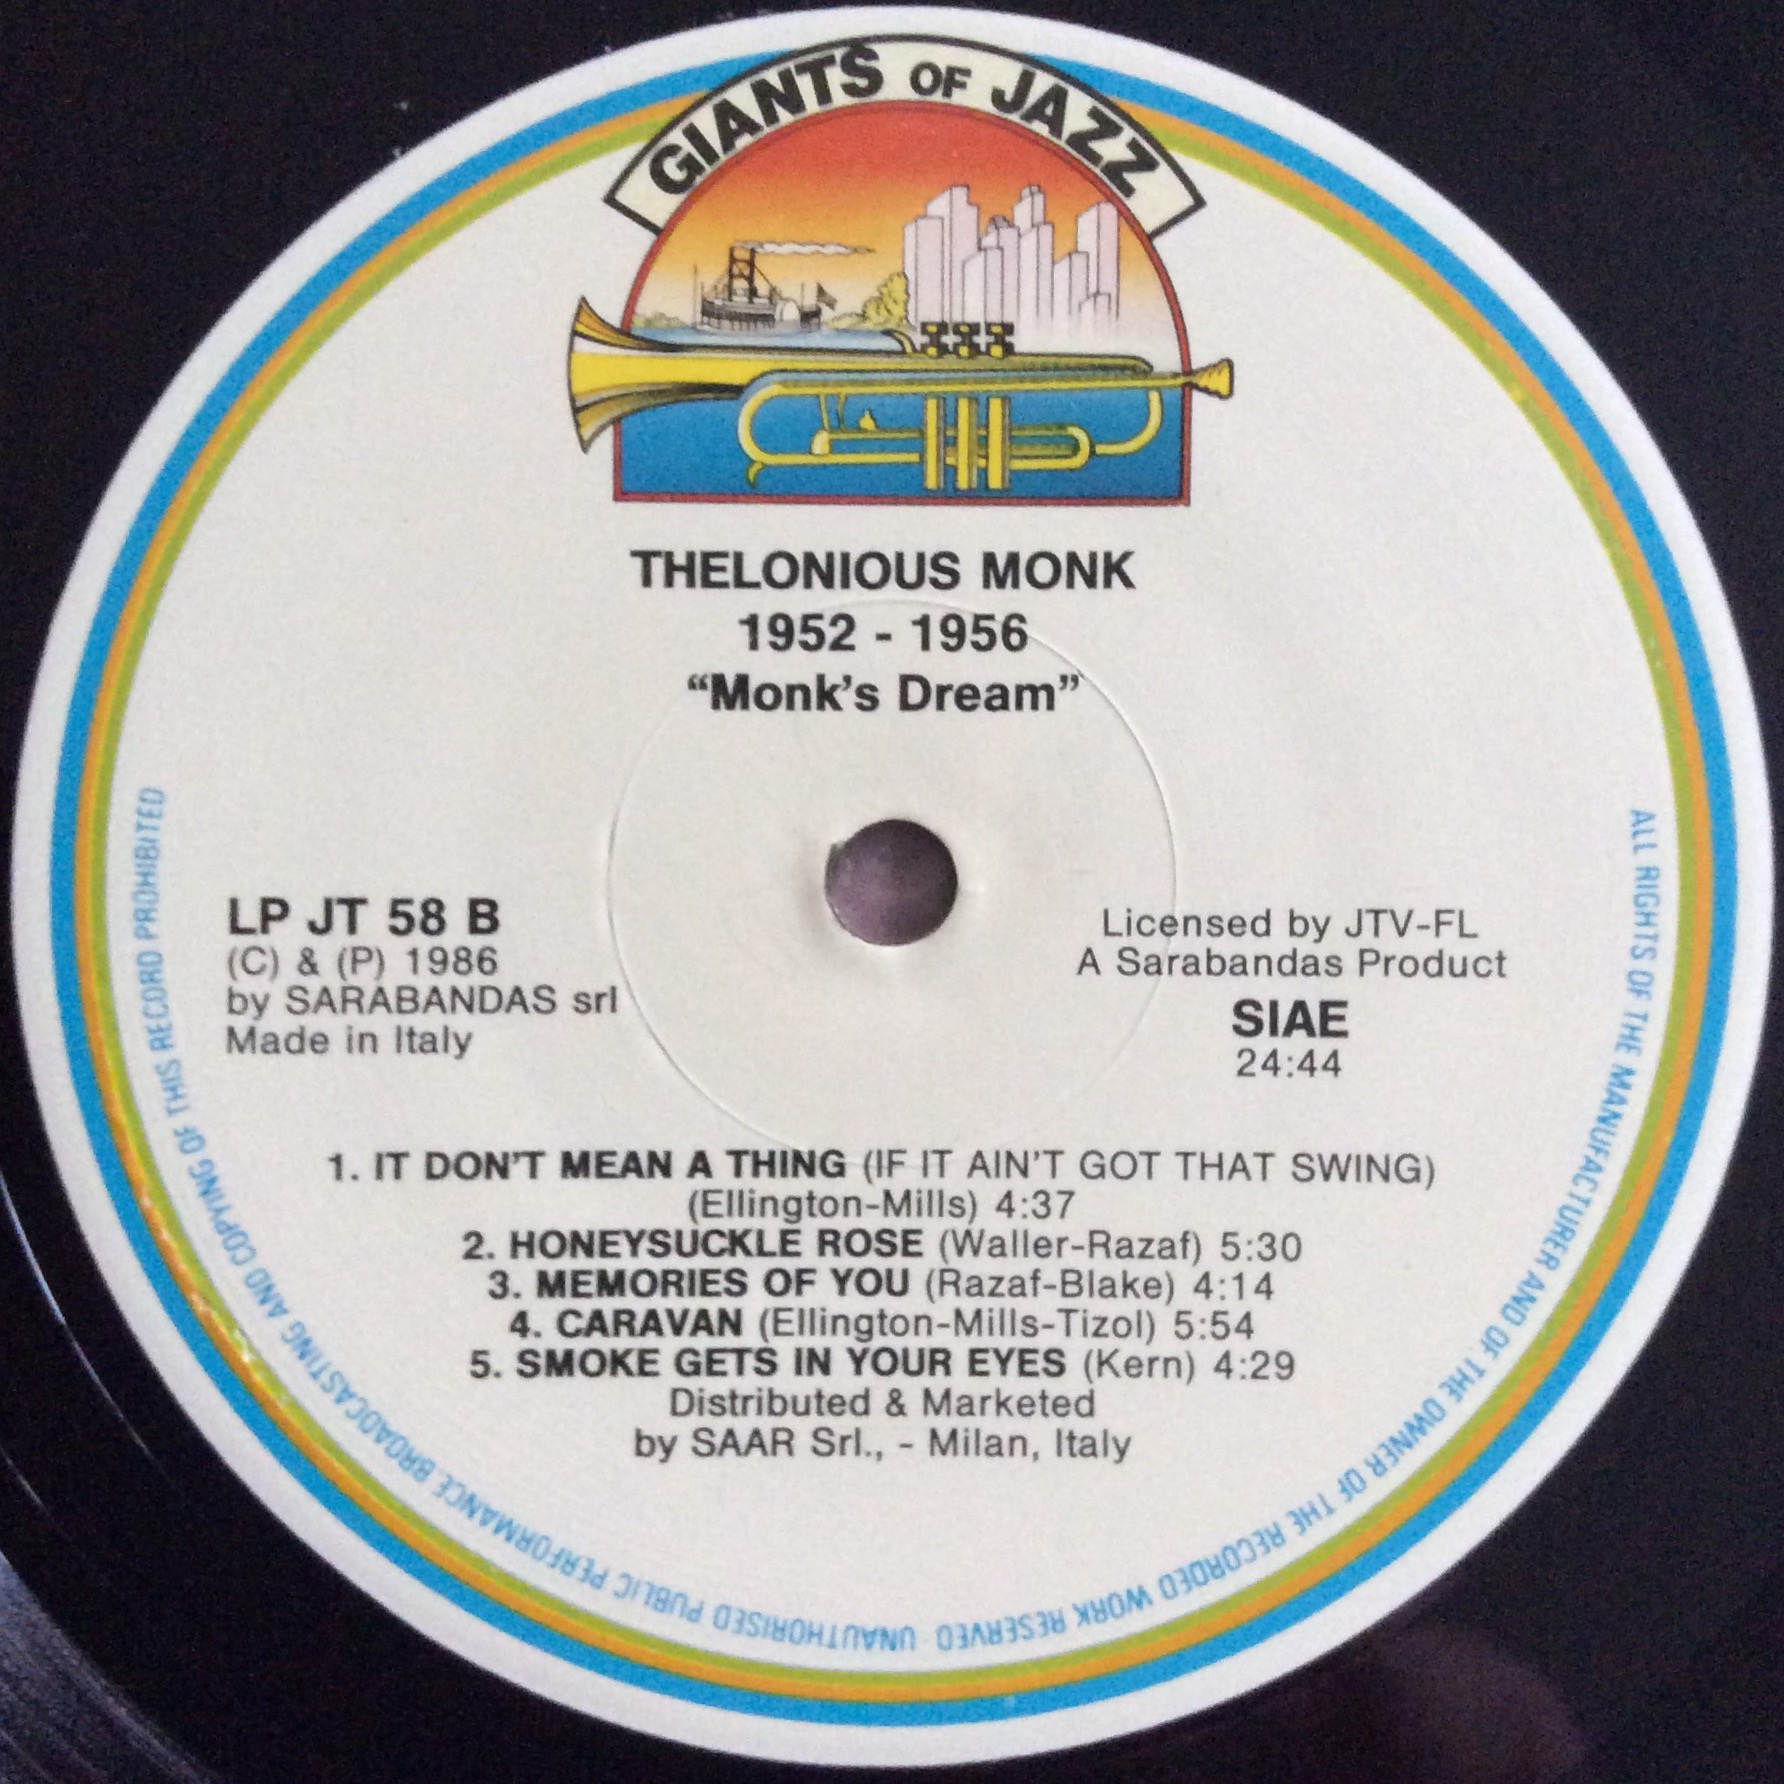 GIANTS OF JAZZ
THELONIOUS MONK
1952 - 1956
“Monk’s Dream”
LP JT 58 B
(C) & (P) 1986
by SARABANDAS srl
Made in Italy
Licensed by JTV-FL
A Sarabandas Product
SIAE
24:44
1. IT DON'T MEAN A THING (IF IT AIN'T GOT THAT SWING)
(Ellington-Mills) 4:37
2. HONEYSUCKLE ROSE (Waller-Razaf) 5:30
3. MEMORIES OF YOU (Razaf-Blake) 4:14
4. CARAVAN (Ellington-Mills-Tizol) 5:54
5. SMOKE GETS IN YOUR EYES (Kern) 4:29
Distributed & Marketed
by SAAR Srl., - Milan, Italy
ALL RIGHTS OF THE MANUFACTURER AND OF THE OWNER OF THE RECORDED WORK RESERVED UNAUTHORISED PUBLIC PERFORMANCE BROADCASTING AND COPYING OF THIS RECORD PROHIBITED